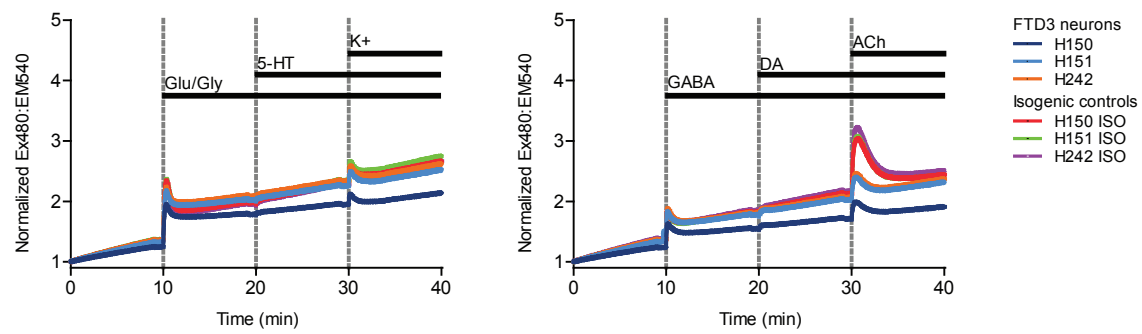 Normalized Ex480:EM540
5
4
3
2
1
0
10
20
30
40
Time (min)
Glu/Gly
5-HT
K+
Normalized Ex480:EM540
5
4
3
2
1
0
10
20
30
40
Time (min)
GABA
DA
ACh
FTD3 neurons
H150
H151
H242
Isogenic controls
H150 ISO
H151 ISO
H242 ISO